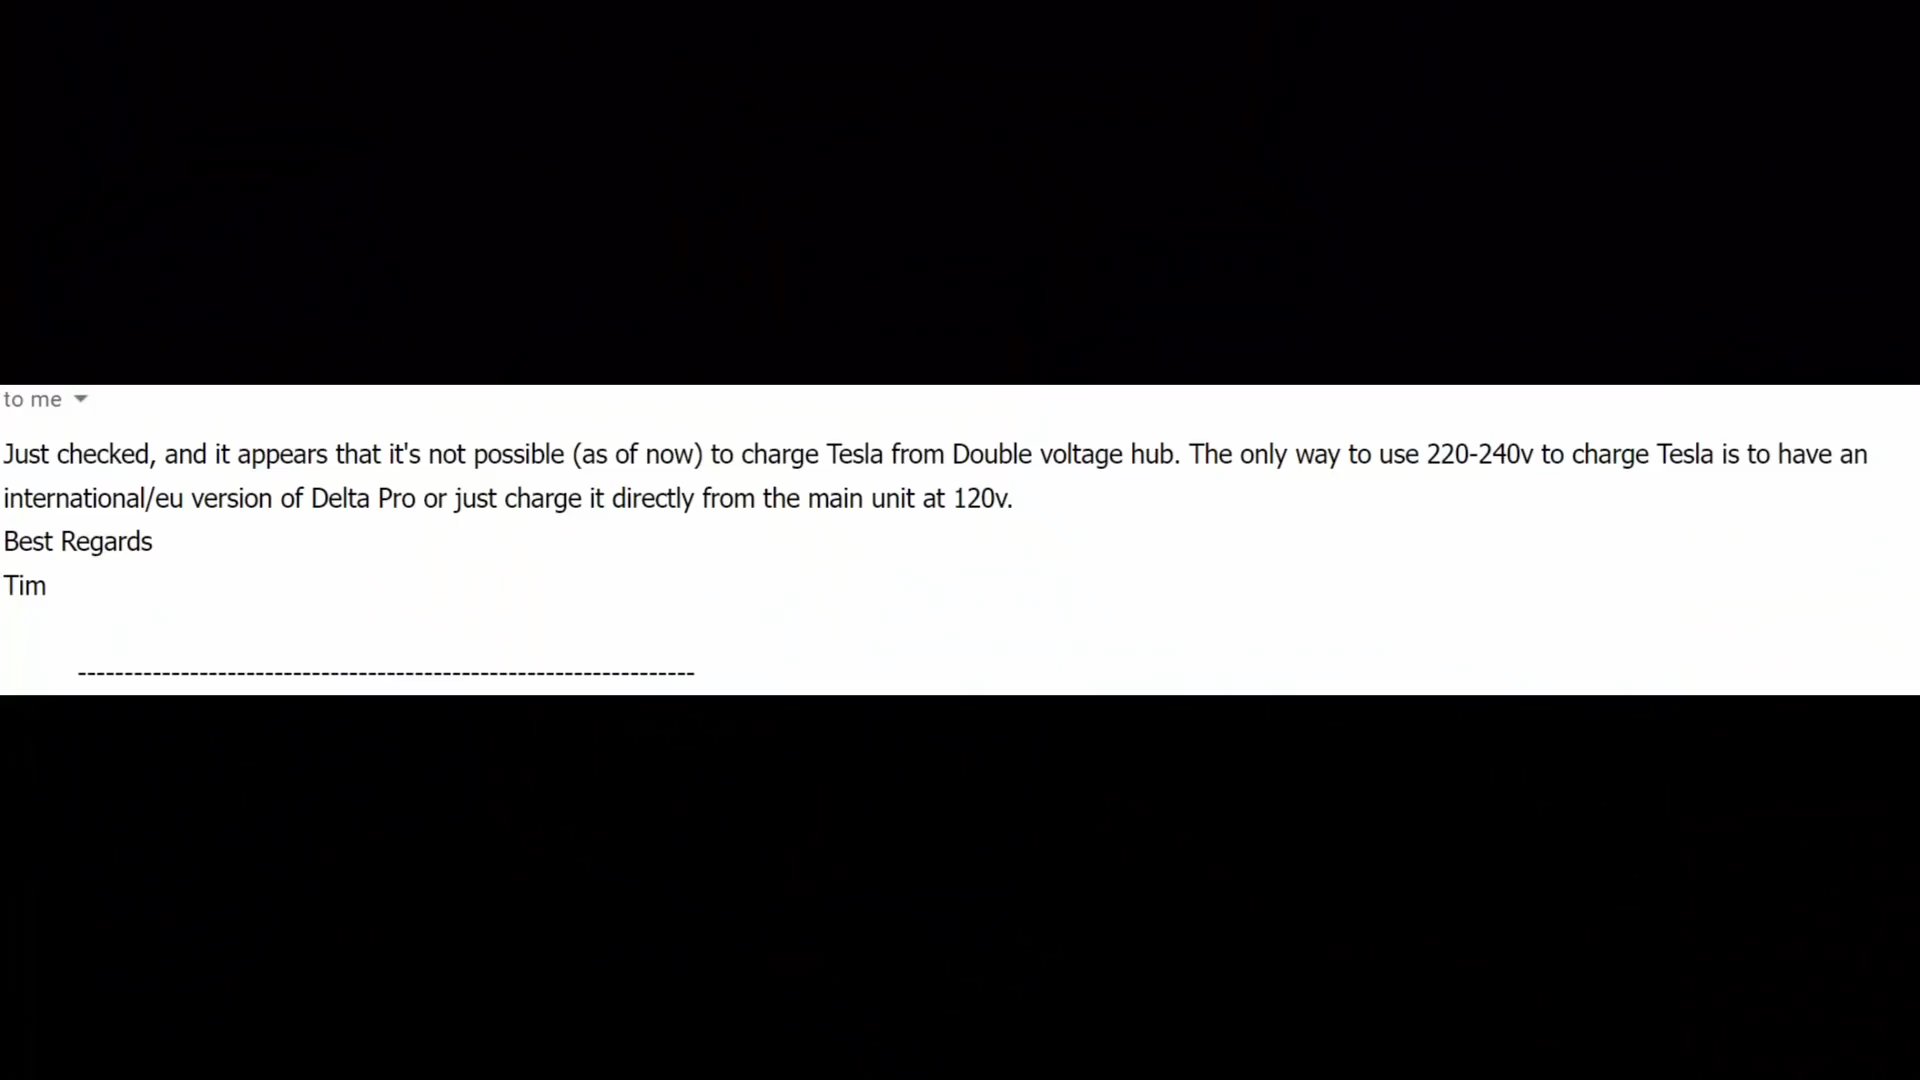 to me
Just checked, and it appears that it's not possible (as of now) to charge Tesla from Double voltage hub. The only way to use 220-240v to charge Tesla is to have an
international/eu version of Delta Pro or just charge it directly from the main unit at 120v.
Best Regards
Tim
-------------------------------------------------------------------